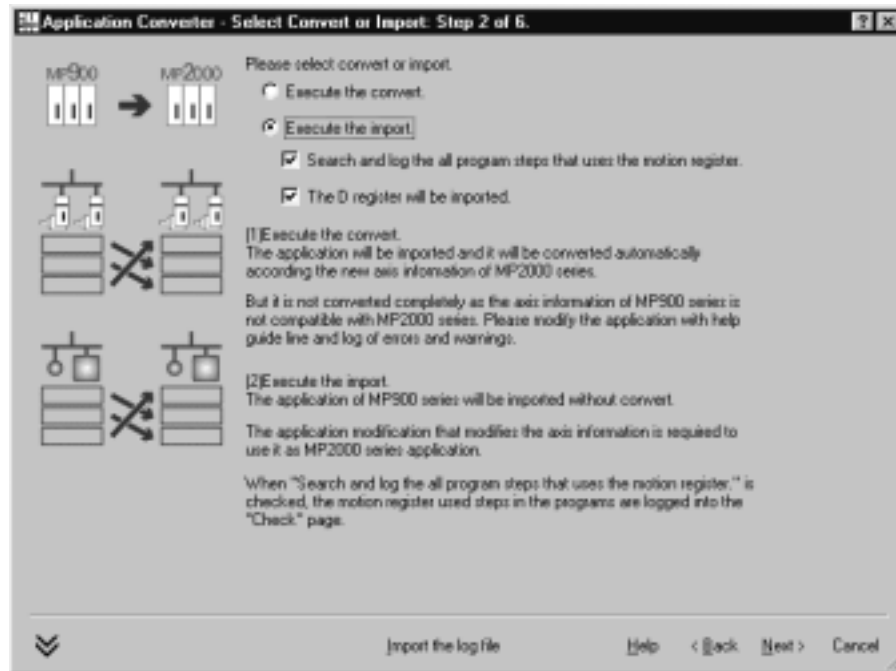 Application Converter - Select Convert or Import: Step 2 of 6.
MP900
MP2000
Please select convert or import.
Execute the convert.
Execute the import.
Search and log the all program steps that uses the motion register.
The D register will be imported.
[1]Execute the convert.
The application will be imported and it will be converted automatically
according the new axis information of MP2000 series.
But it is not converted completely as the axis information of MP900 series is
not compatible with MP2000 series. Please modify the application with help
guide line and log of errors and warnings.
[2]Execute the import.
The application of MP900 series will be imported without convert.
The application modification that modifies the axis information is required to
use it as MP2000 series application.
When "Search and log the all program steps that uses the motion register." is
checked, the motion register used steps in the programs are logged into the
"Check" page.
Import the log file
Help
< Back
Next >
Cancel